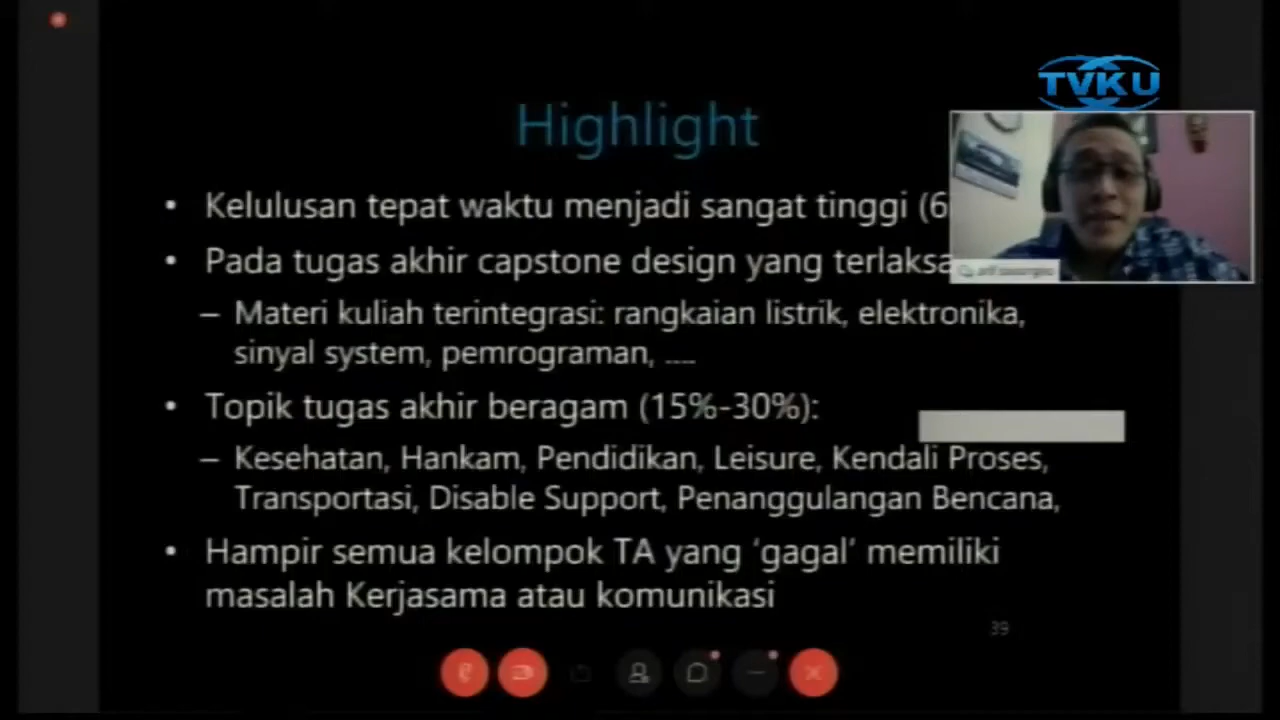 TVKU
Highlight
• Kelulusan tepat waktu menjadi sangat tinggi (6
• Pada tugas akhir capstone design yang terlaksa
– Materi kuliah terintegrasi: rangkaian listrik, elektronika,
sinyal system, pemrograman, ....
• Topik tugas akhir beragam (15%-30%):
– Kesehatan, Hankam, Pendidikan, Leisure, Kendali Proses,
Transportasi, Disable Support, Penanggulangan Bencana,
• Hampir semua kelompok TA yang ‘gagal’ memiliki
masalah Kerjasama atau komunikasi
39